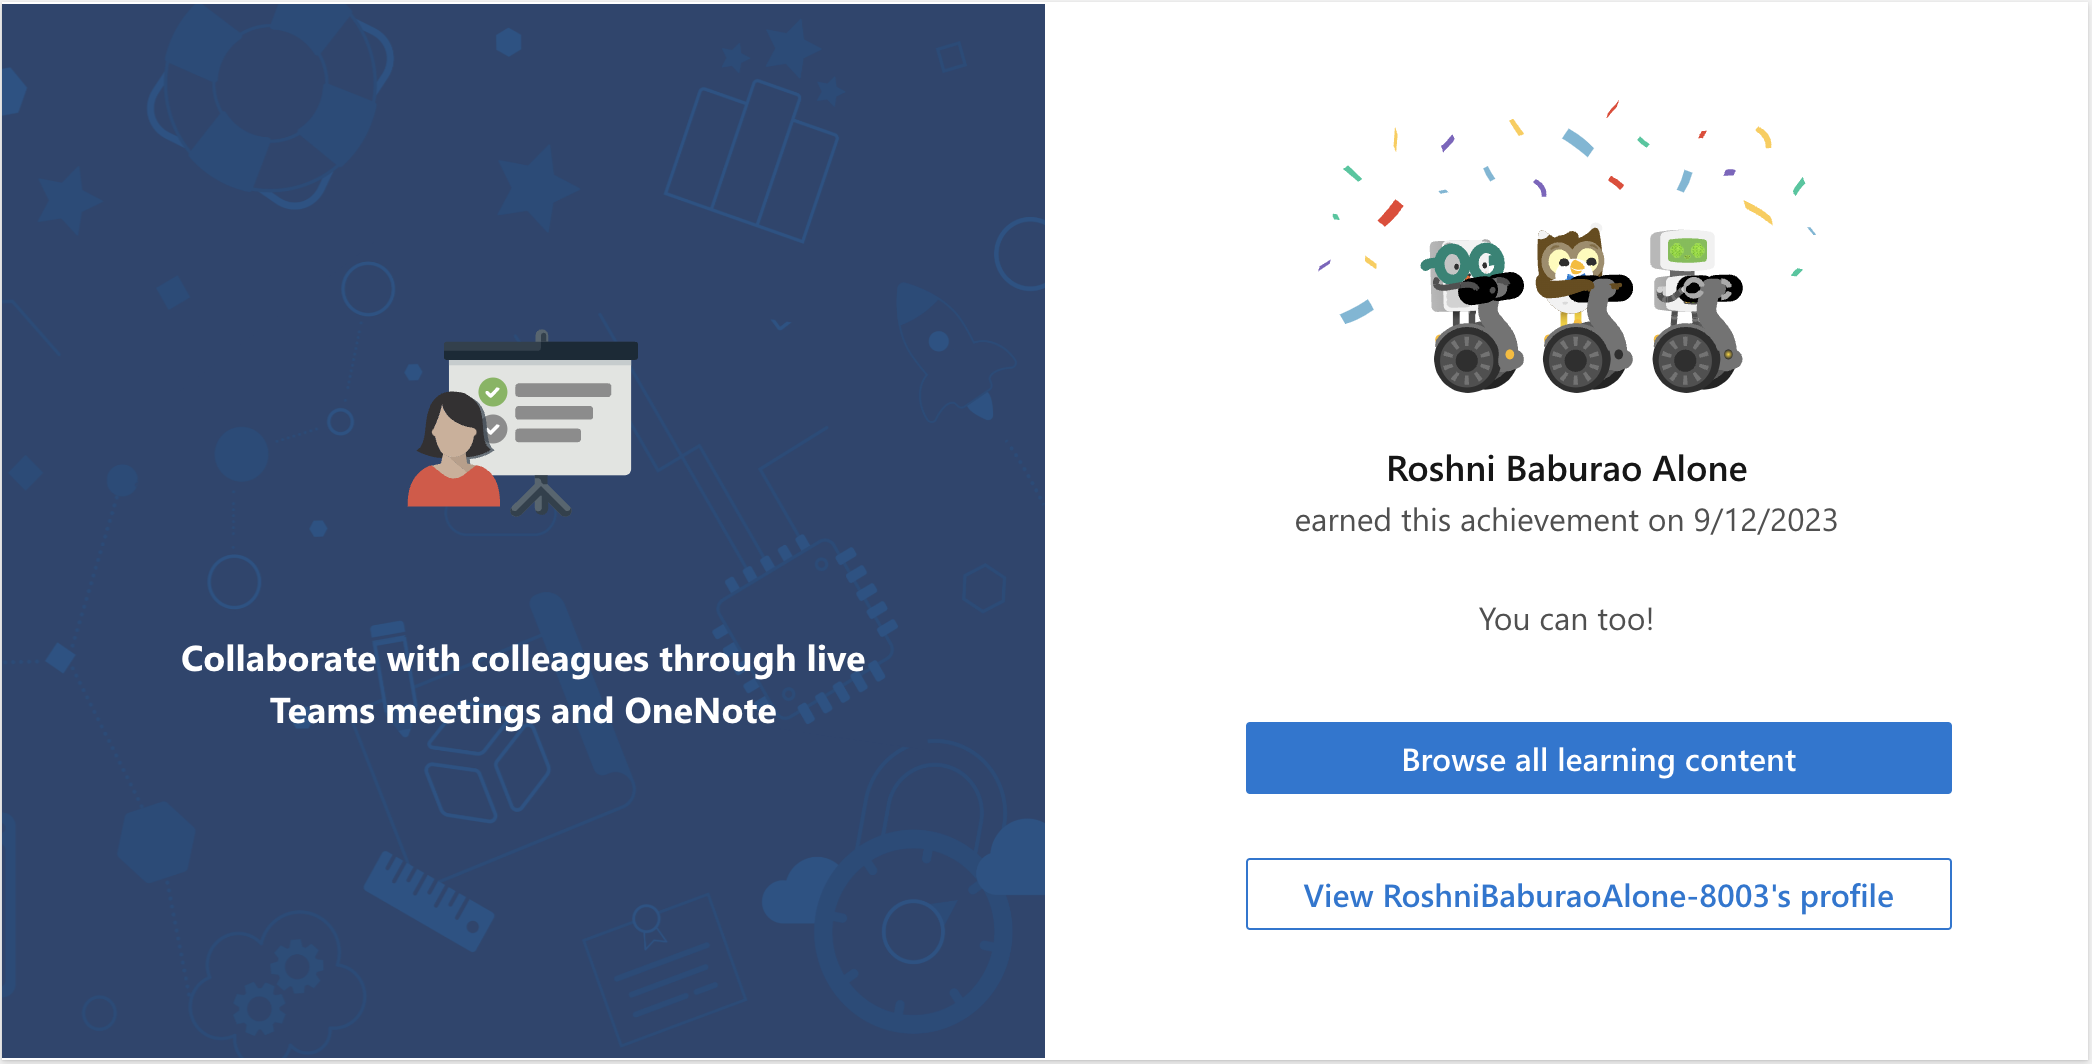 Collaborate with colleagues through live
Teams meetings and OneNote
Roshni Baburao Alone
earned this achievement on 9/12/2023
You can too!
Browse all learning content
View RoshniBaburaoAlone-8003's profile